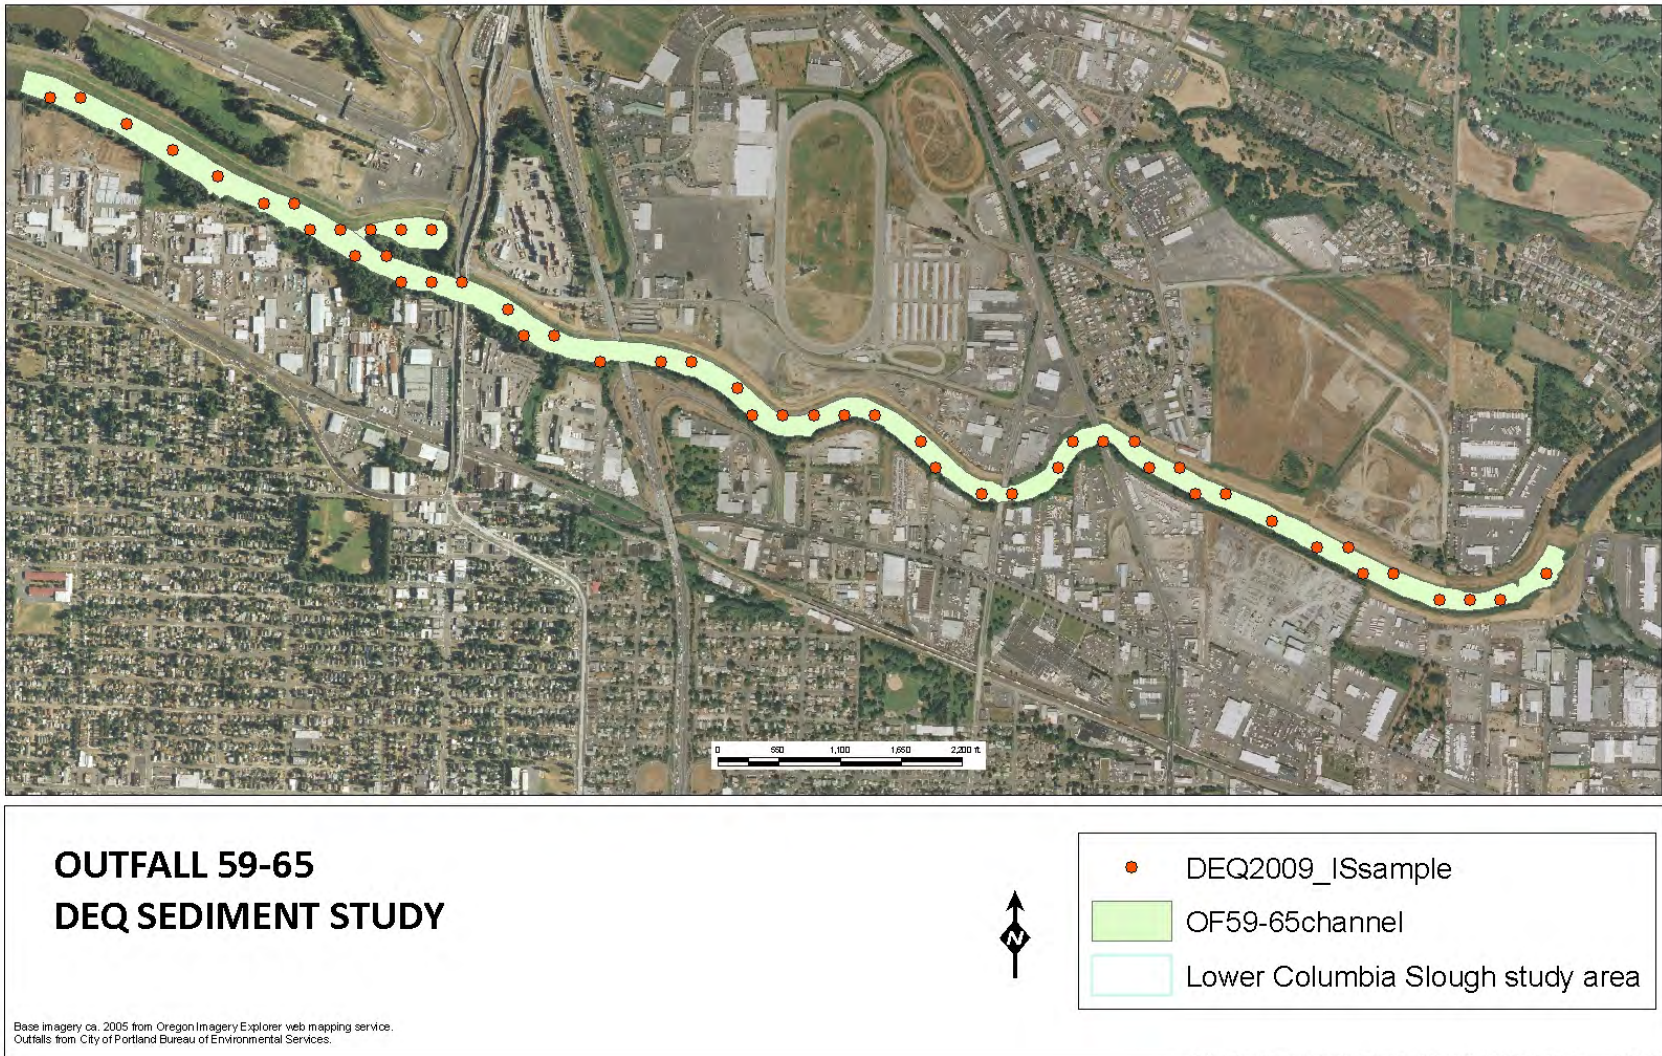 0 550 1,100 1,650 2,200 ft.
OUTFALL 59-65
DEQ SEDIMENT STUDY
N
DEQ2009_ISsample
OF59-65channel
Lower Columbia Slough study area
Base imagery ca. 2005 from Oregon Imagery Explorer web mapping service.
Outfalls from City of Portland Bureau of Environmental Services.